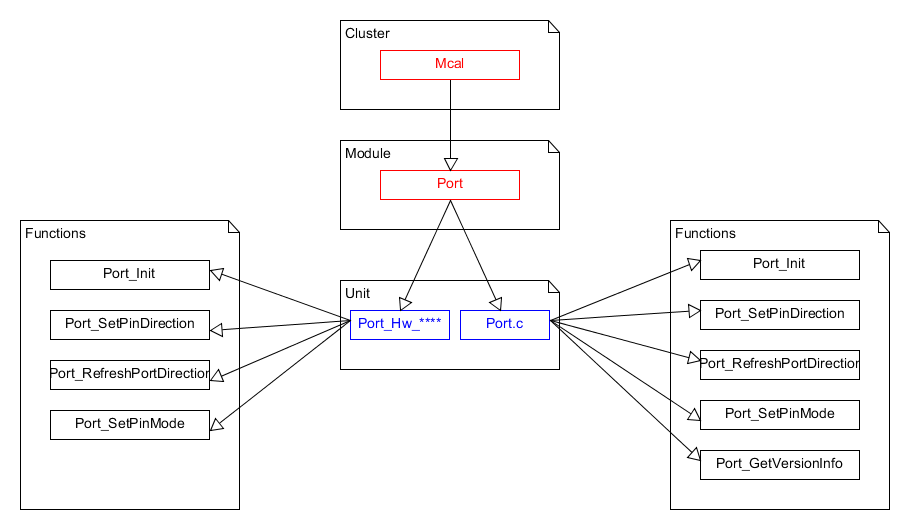 Cluster
Mcal
Module
Port
Functions
Port_Init
Port_SetPinDirection
Port_RefreshPortDirection
Port_SetPinMode
Unit
Port_Hw_****
Port.c
Functions
Port_Init
Port_SetPinDirection
Port_RefreshPortDirection
Port_SetPinMode
Port_GetVersionInfo